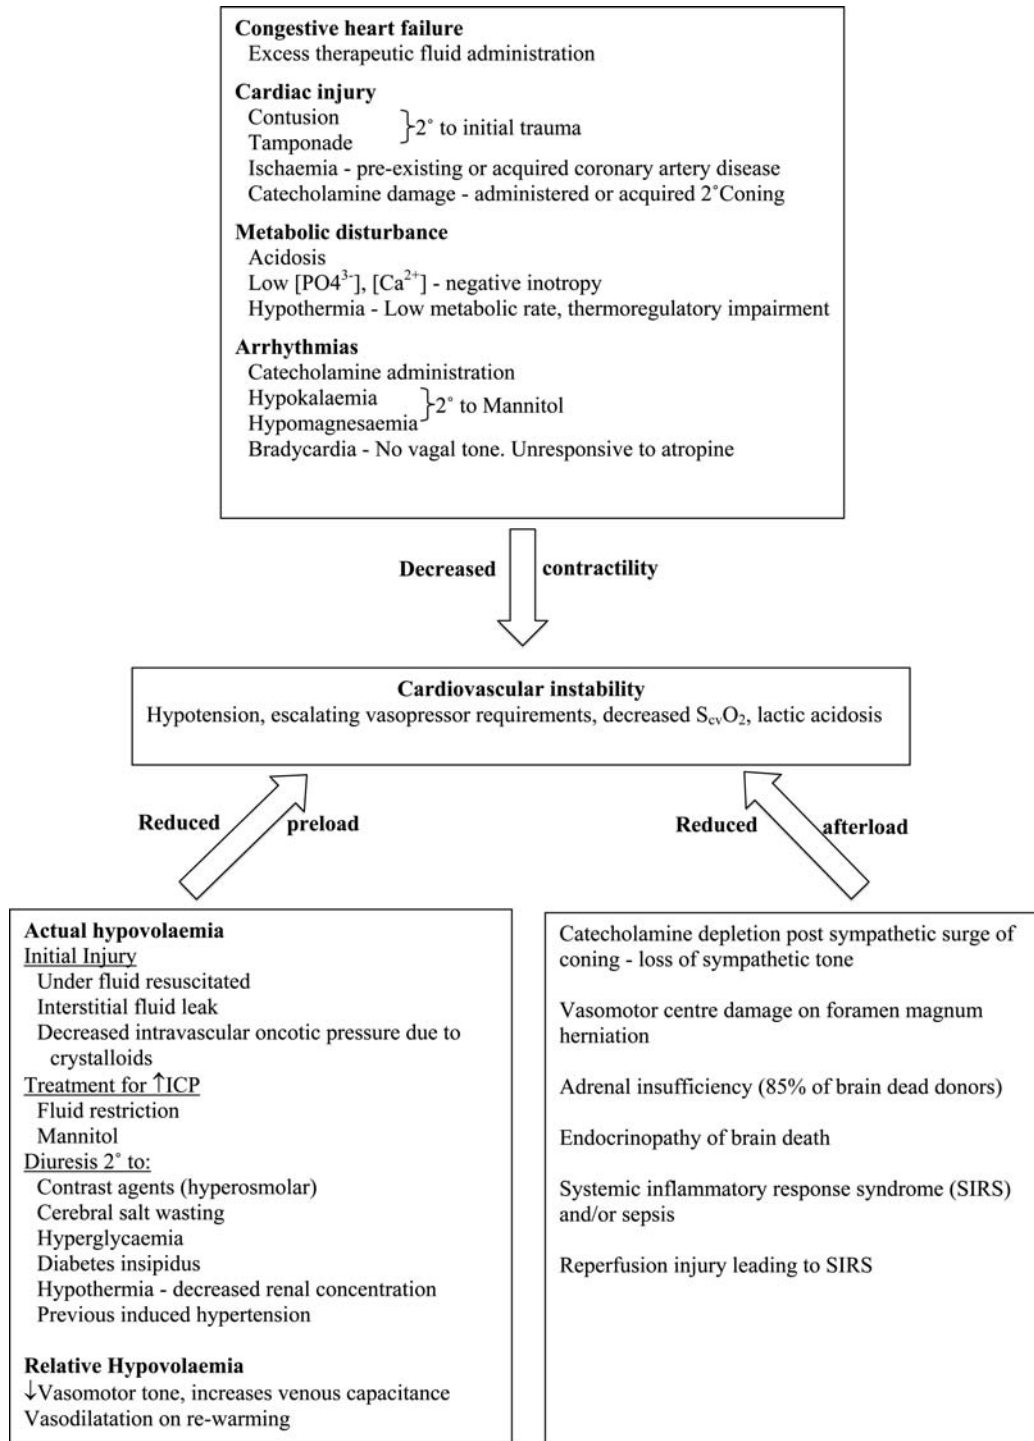 Congestive heart failure
Excess therapeutic fluid administration
Cardiac injury
Contusion
Tamponade
}2˚ to initial trauma
Ischaemia - pre-existing or acquired coronary artery disease
Catecholamine damage - administered or acquired 2˚Coning
Metabolic disturbance
Acidosis
Low [PO4³⁻], [Ca²⁺] - negative inotropy
Hypothermia - Low metabolic rate, thermoregulatory impairment
Arrhythmias
Catecholamine administration
Hypokalaemia
Hypomagnesaemia
}2˚ to Mannitol
Bradycardia - No vagal tone. Unresponsive to atropine
Decreased contractility
Cardiovascular instability
Hypotension, escalating vasopressor requirements, decreased ScvO₂, lactic acidosis
Reduced preload
Reduced afterload
Actual hypovolaemia
Initial Injury
Under fluid resuscitated
Interstitial fluid leak
Decreased intravascular oncotic pressure due to
crystalloids
Treatment for ↑ICP
Fluid restriction
Mannitol
Diuresis 2˚ to:
Contrast agents (hyperosmolar)
Cerebral salt wasting
Hyperglycaemia
Diabetes insipidus
Hypothermia - decreased renal concentration
Previous induced hypertension
Relative Hypovolaemia
↓Vasomotor tone, increases venous capacitance
Vasodilatation on re-warming
Catecholamine depletion post sympathetic surge of
coning - loss of sympathetic tone
Vasomotor centre damage on foramen magnum
herniation
Adrenal insufficiency (85% of brain dead donors)
Endocrinopathy of brain death
Systemic inflammatory response syndrome (SIRS)
and/or sepsis
Reperfusion injury leading to SIRS